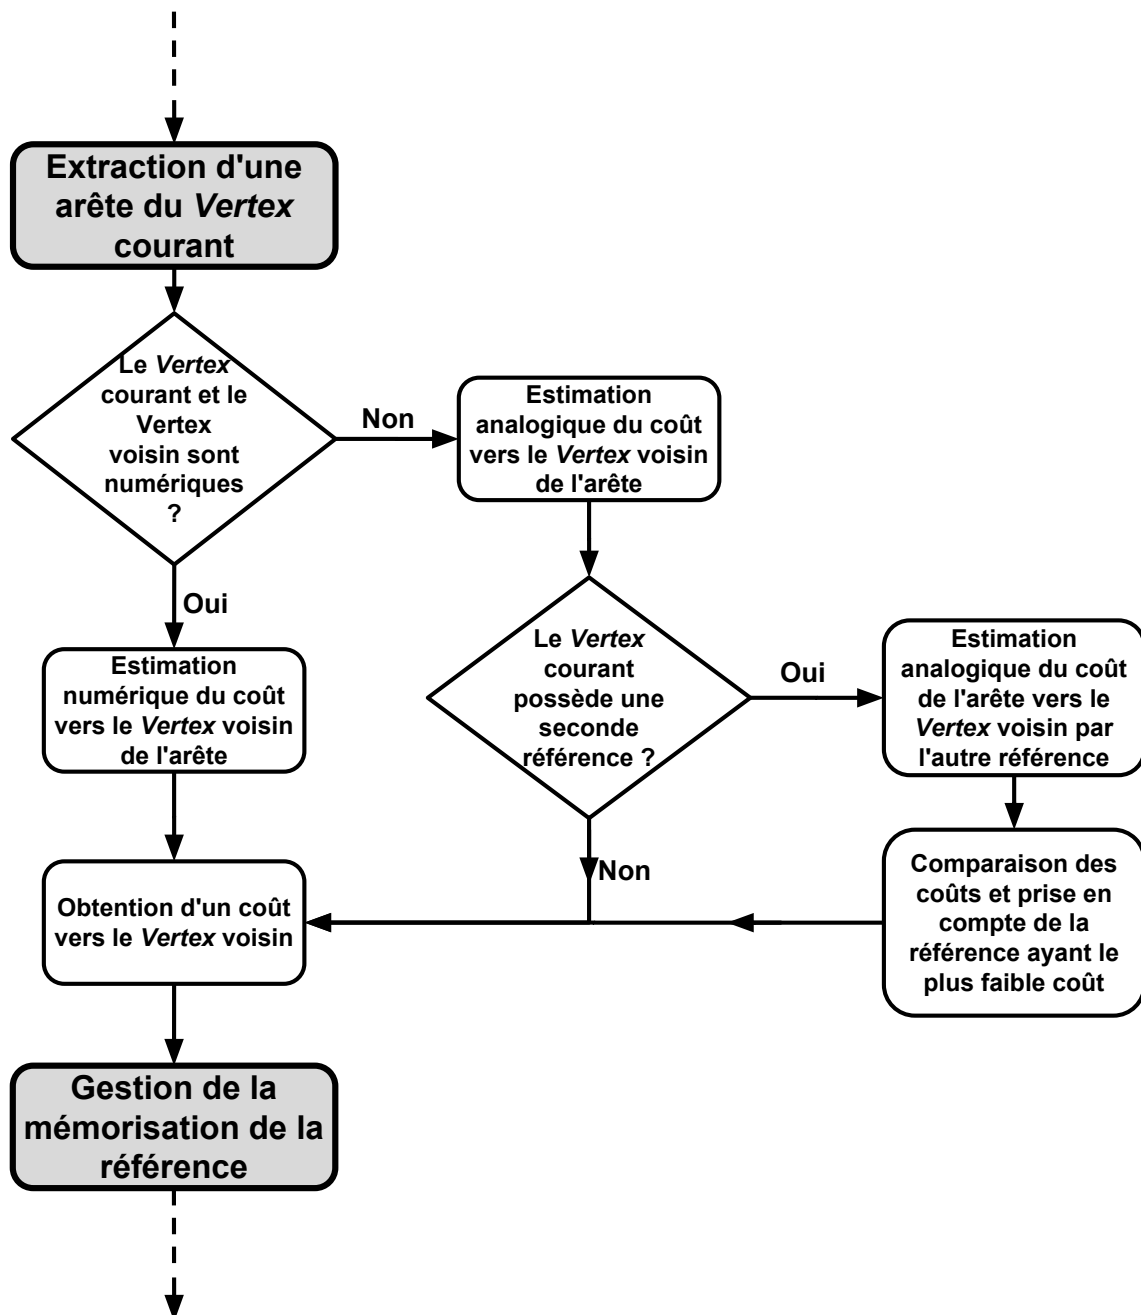 Extraction d'une
arête du Vertex
courant
Le Vertex
courant et le
Vertex
voisin sont
numériques
?
Non
Estimation
analogique du coût
vers le Vertex voisin
de l'arête
Oui
Estimation
numérique du coût
vers le Vertex voisin
de l'arête
Le Vertex
courant
possède une
seconde
référence ?
Oui
Estimation
analogique du coût
de l'arête vers le
Vertex voisin par
l'autre référence
Non
Comparaison des
coûts et prise en
compte de la
référence ayant le
plus faible coût
Obtention d'un coût
vers le Vertex voisin
Gestion de la
mémorisation de la
référence